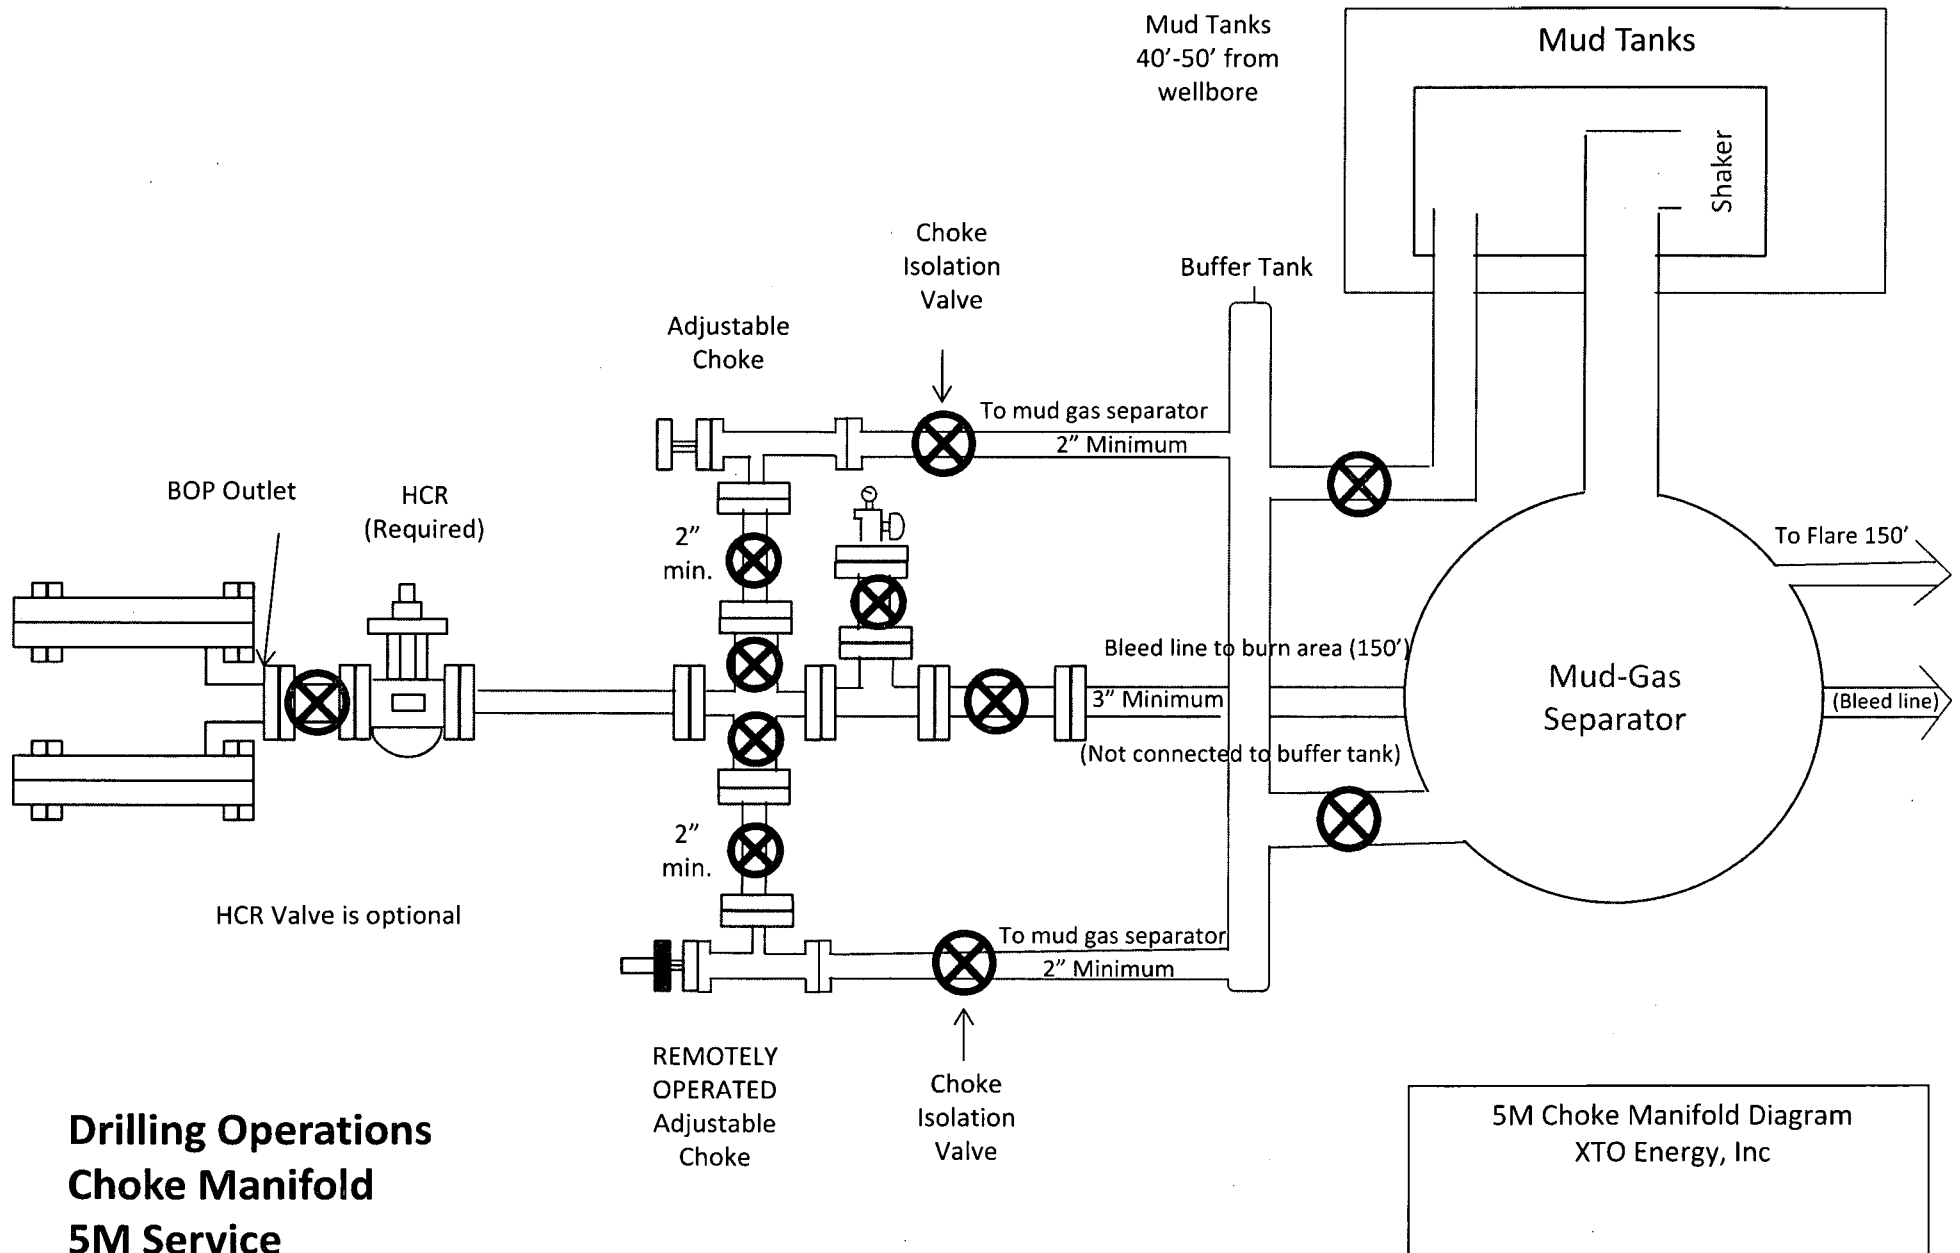 Mud Tanks
40'-50' from
wellbore
Mud Tanks
Shaker
Choke
Isolation
Valve
Buffer Tank
Adjustable
Choke
To mud gas separator
2" Minimum
BOP Outlet
HCR
(Required)
2"
min.
To Flare 150'
Bleed line to burn area (150')
3" Minimum
(Not connected to buffer tank)
Mud-Gas
Separator
(Bleed line)
2"
min.
HCR Valve is optional
To mud gas separator
2" Minimum
REMOTELY
OPERATED
Adjustable
Choke
Choke
Isolation
Valve
Drilling Operations
Choke Manifold
5M Service
5M Choke Manifold Diagram
XTO Energy, Inc